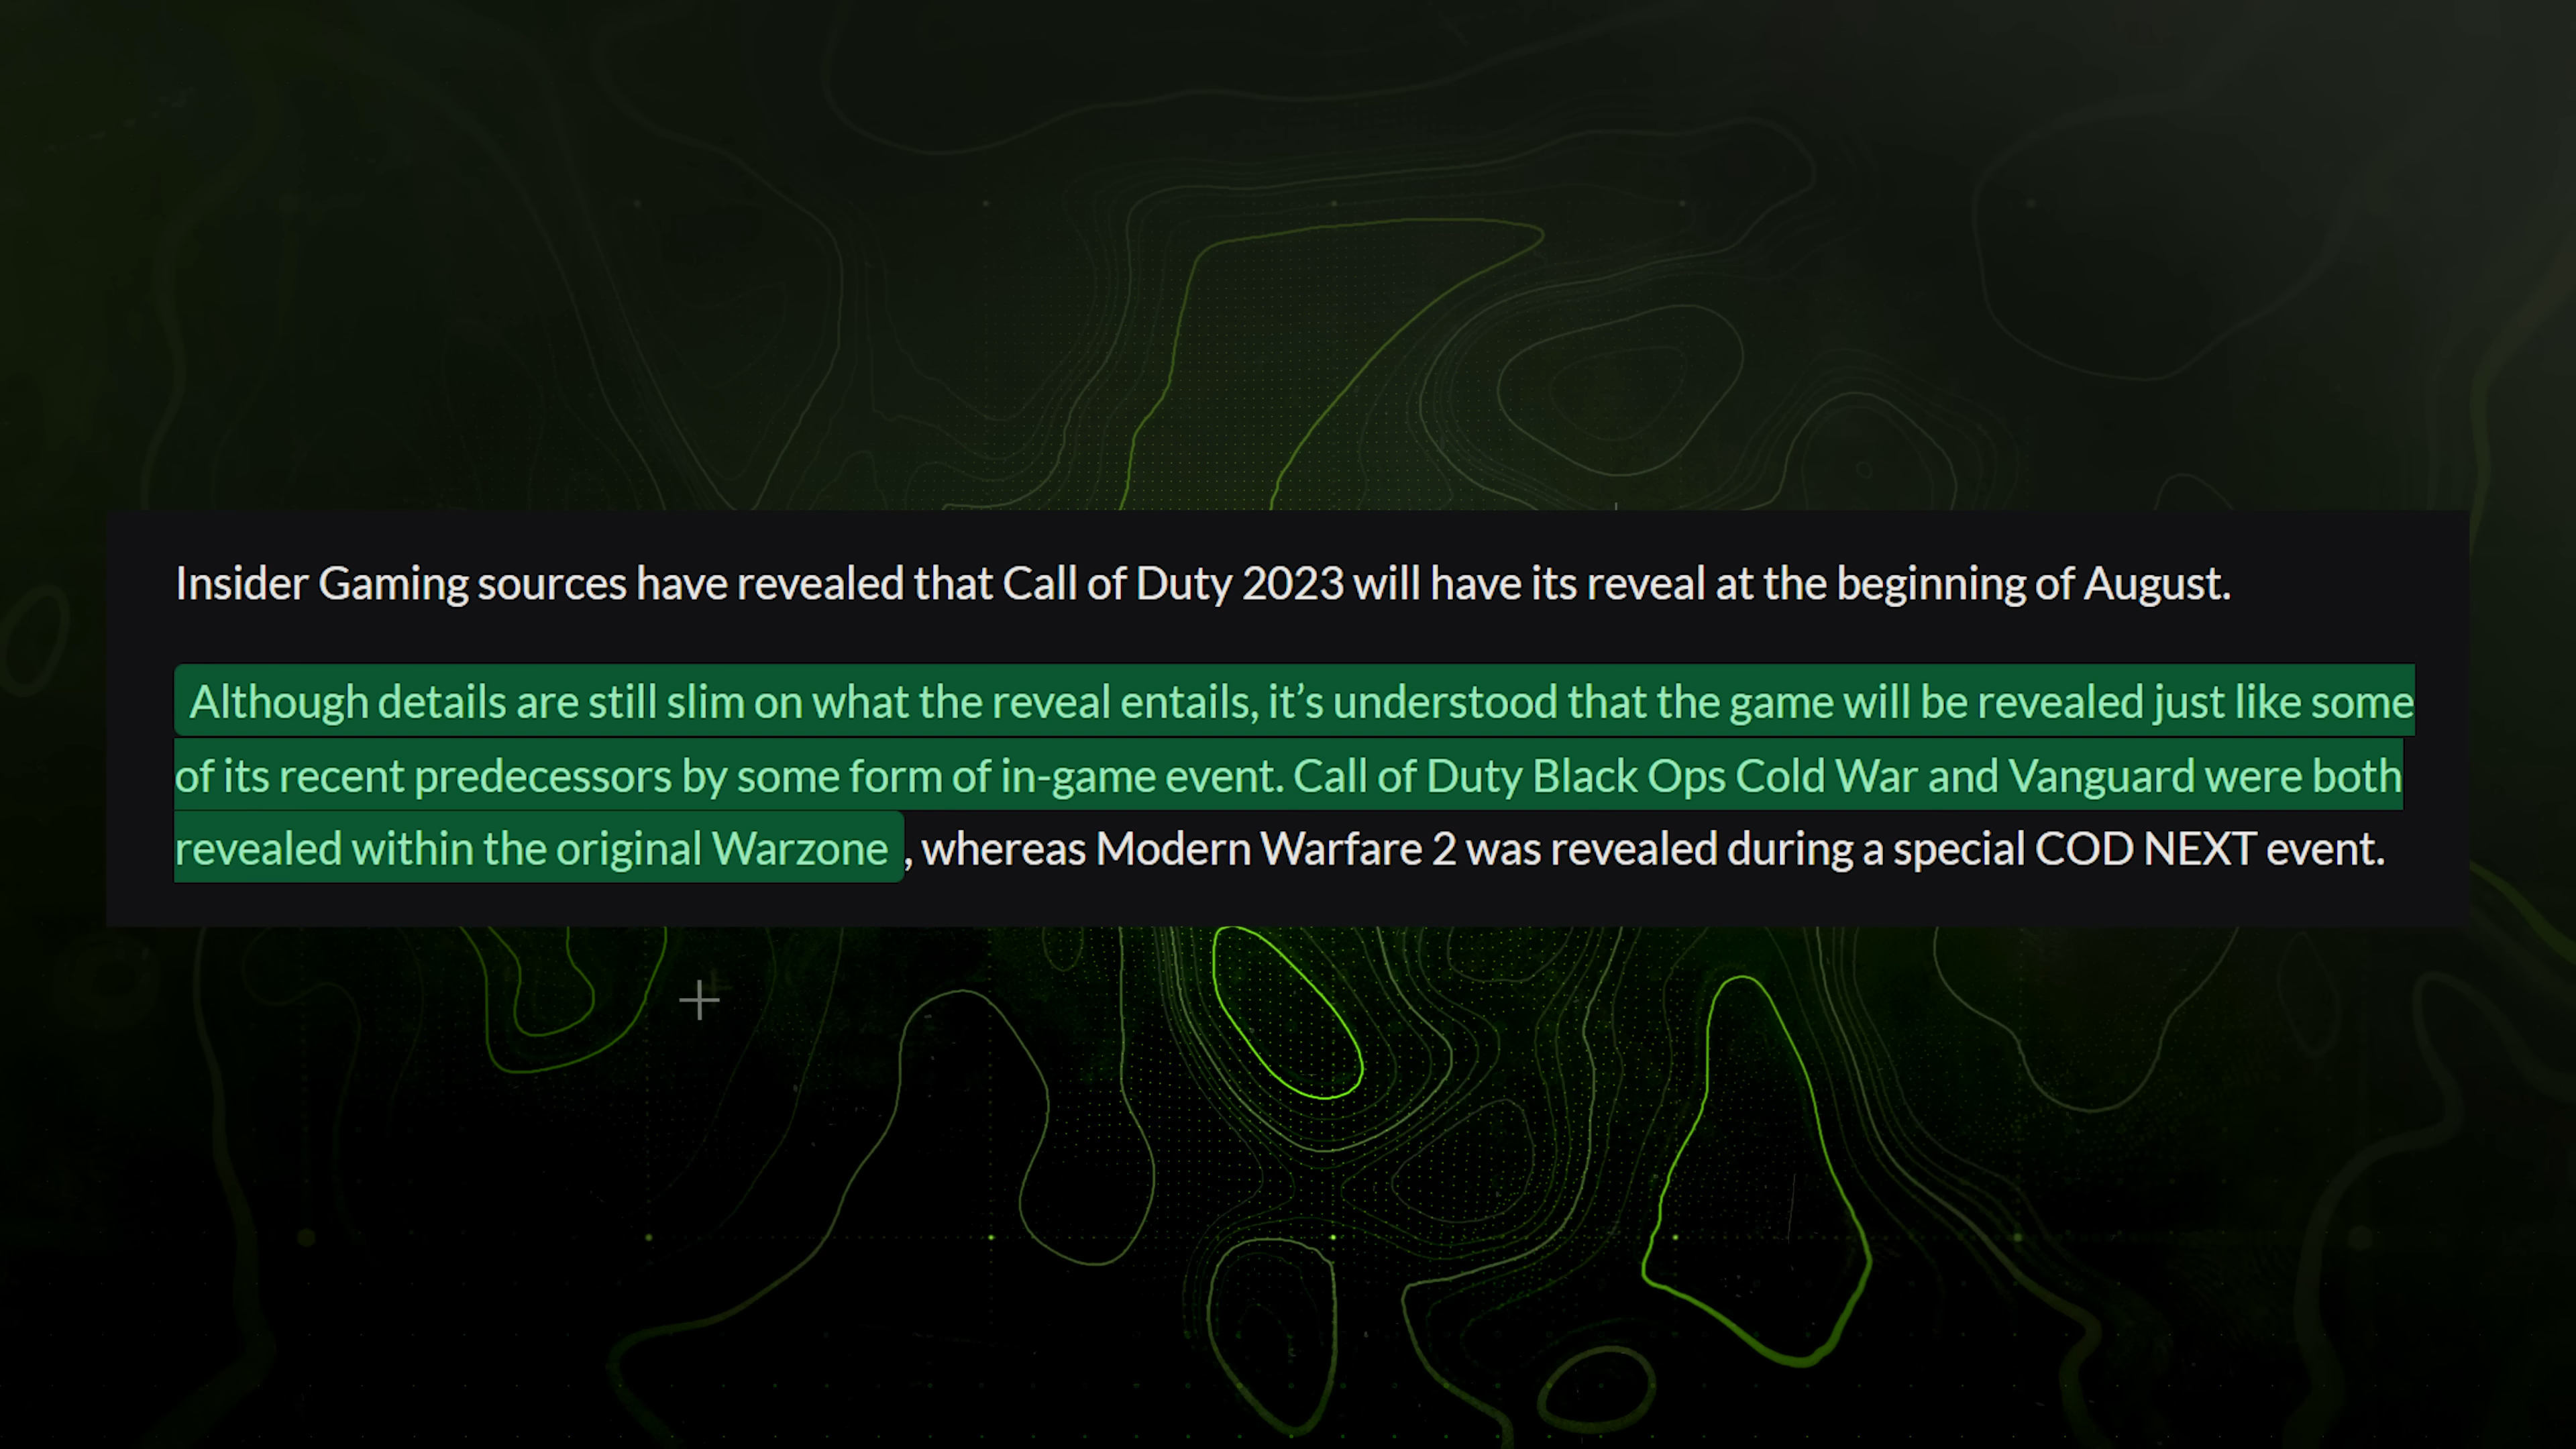 Insider Gaming sources have revealed that Call of Duty 2023 will have its reveal at the beginning of August.
Although details are still slim on what the reveal entails, it’s understood that the game will be revealed just like some
of its recent predecessors by some form of in-game event. Call of Duty Black Ops Cold War and Vanguard were both
revealed within the original Warzone , whereas Modern Warfare 2 was revealed during a special COD NEXT event.